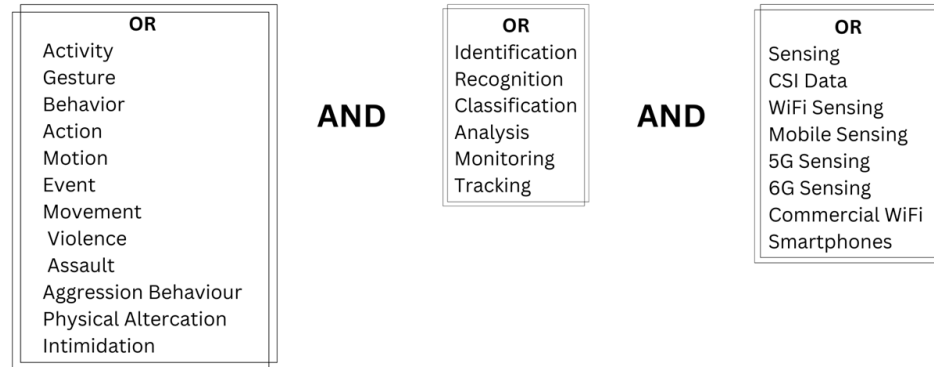 OR
Activity
Gesture
Behavior
Action
Motion
Event
Movement
Violence
Assault
Aggression Behaviour
Physical Altercation
Intimidation
AND
OR
Identification
Recognition
Classification
Analysis
Monitoring
Tracking
AND
OR
Sensing
CSI Data
WiFi Sensing
Mobile Sensing
5G Sensing
6G Sensing
Commercial WiFi
Smartphones